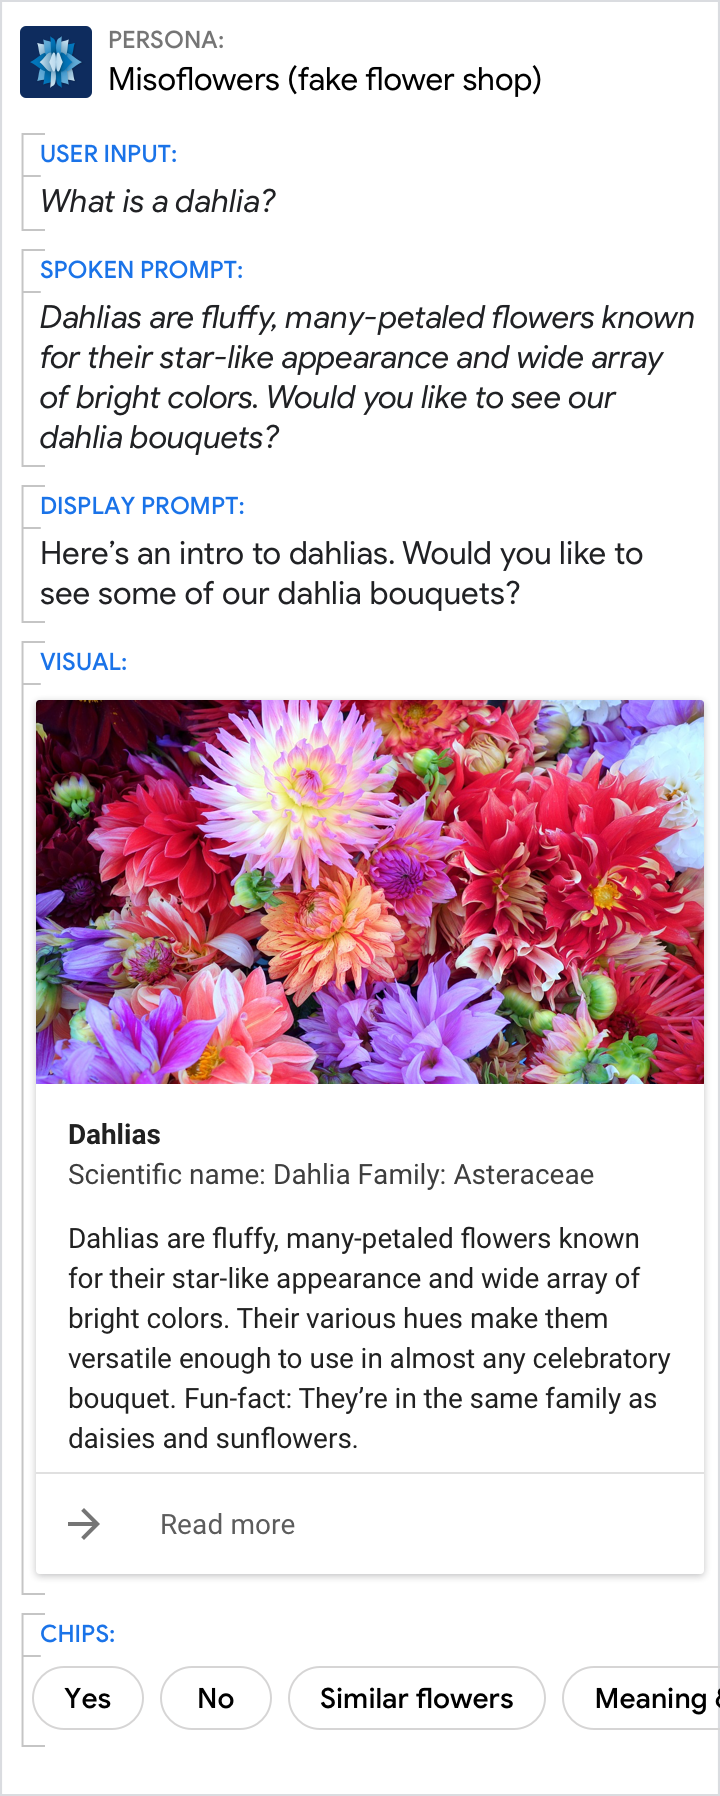 PERSONA:
Misoflowers (fake flower shop)
USER INPUT:
What is a dahlia?
SPOKEN PROMPT:
Dahlias are fluffy, many-petaled flowers known
for their star-like appearance and wide array
of bright colors. Would you like to see our
dahlia bouquets?
DISPLAY PROMPT:
Here’s an intro to dahlias. Would you like to
see some of our dahlia bouquets?
VISUAL:
Dahlias
Scientific name: Dahlia Family: Asteraceae
Dahlias are fluffy, many-petaled flowers known
for their star-like appearance and wide array of
bright colors. Their various hues make them
versatile enough to use in almost any celebratory
bouquet. Fun-fact: They’re in the same family as
daisies and sunflowers.
Read more
CHIPS:
Yes No Similar flowers Meaning &